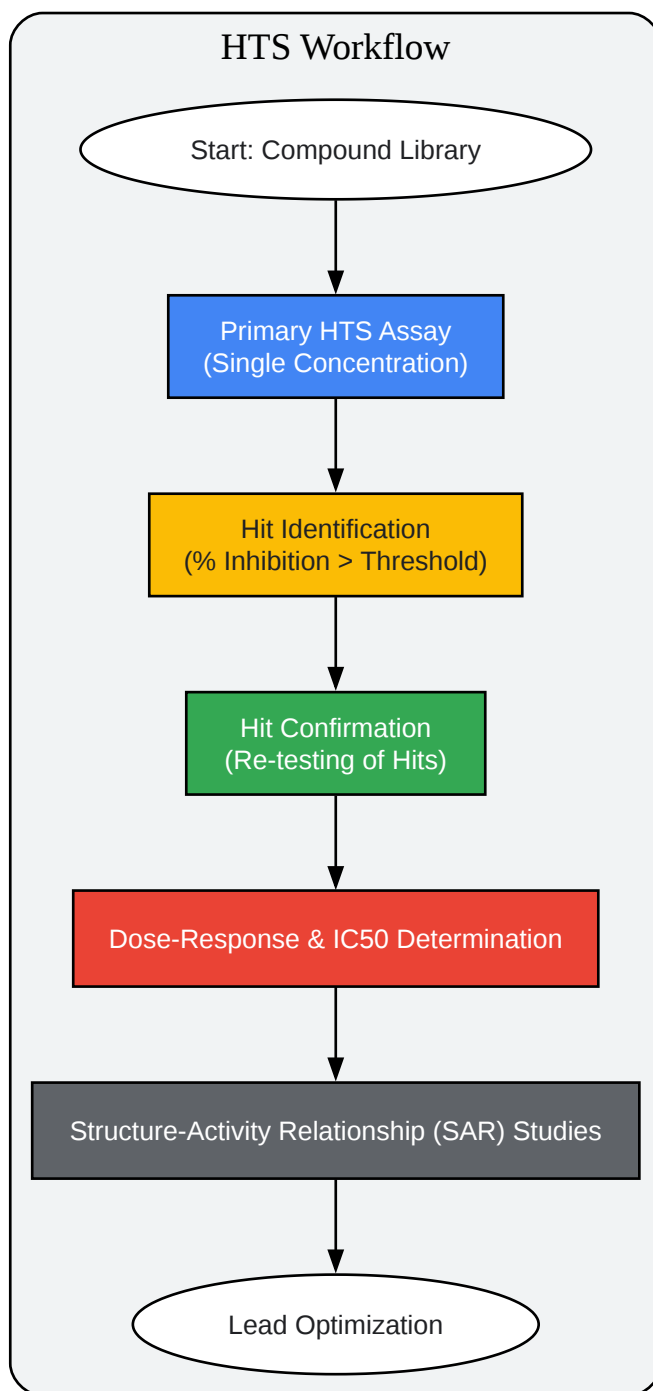 HTS Workflow
Start: Compound Library
Primary HTS Assay
(Single Concentration)
Hit Identification
(% Inhibition > Threshold)
Hit Confirmation
(Re-testing of Hits)
Dose-Response & IC50 Determination
Structure-Activity Relationship (SAR) Studies
Lead Optimization